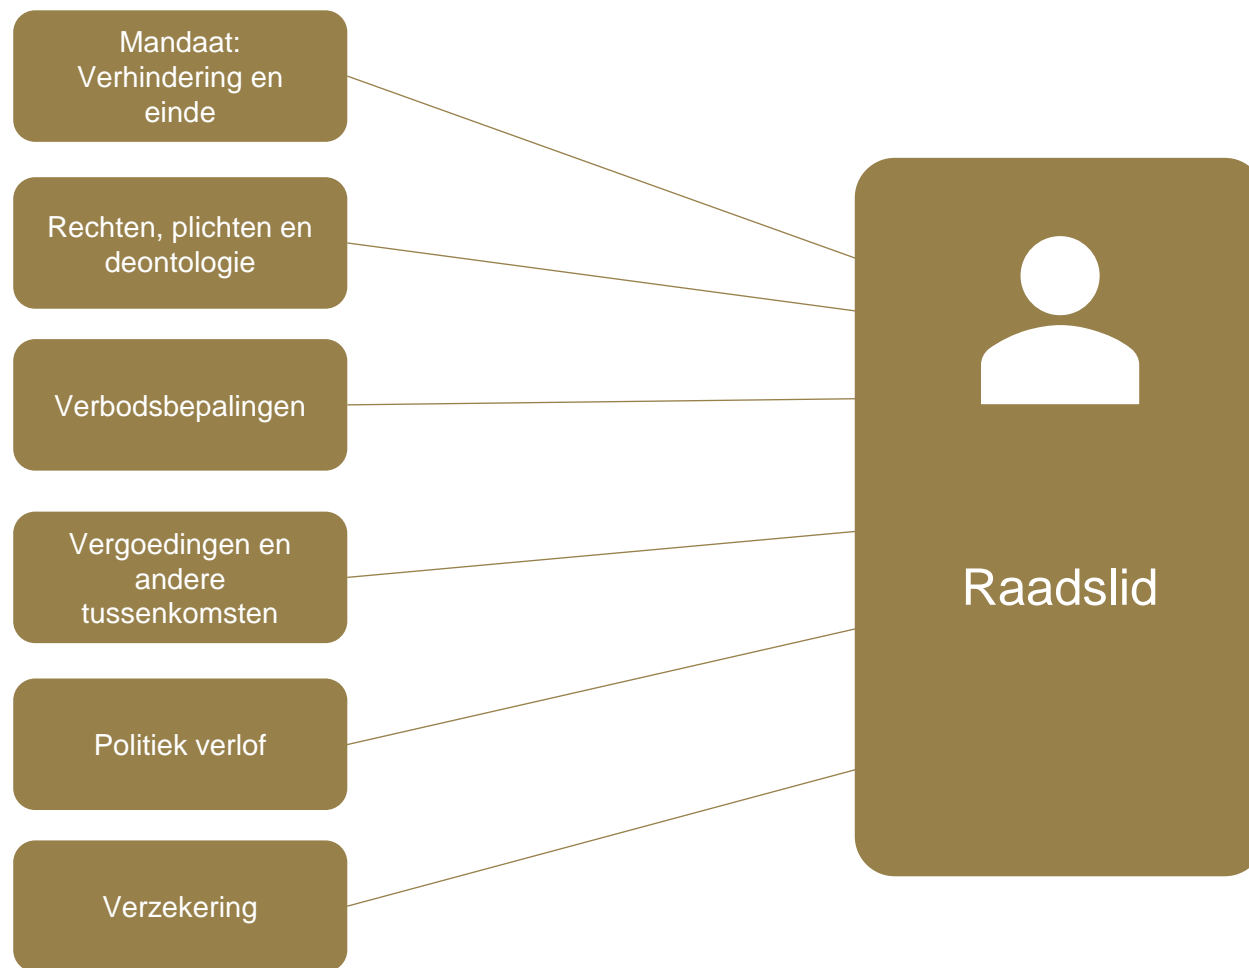 Mandaat:
Verhindering en
einde
Rechten, plichten en
deontologie
Verbodsbepalingen
Vergoedingen en
andere
tussenkomsten
Politiek verlof
Verzekering
Raadslid